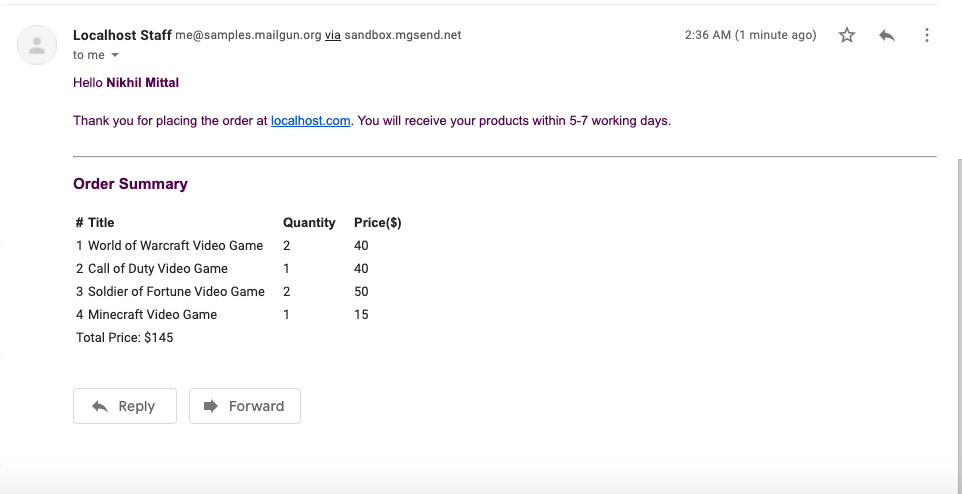 Localhost Staff me@samples.mailgun.org via sandbox.mgsend.net 2:36 AM (1 minute ago)
to me
Hello Nikhil Mittal
Thank you for placing the order at localhost.com. You will receive your products within 5-7 working days.
Order Summary
# Title Quantity Price($)
1 World of Warcraft Video Game 2 40
2 Call of Duty Video Game 1 40
3 Soldier of Fortune Video Game 2 50
4 Minecraft Video Game 1 15
Total Price: $145
Reply Forward